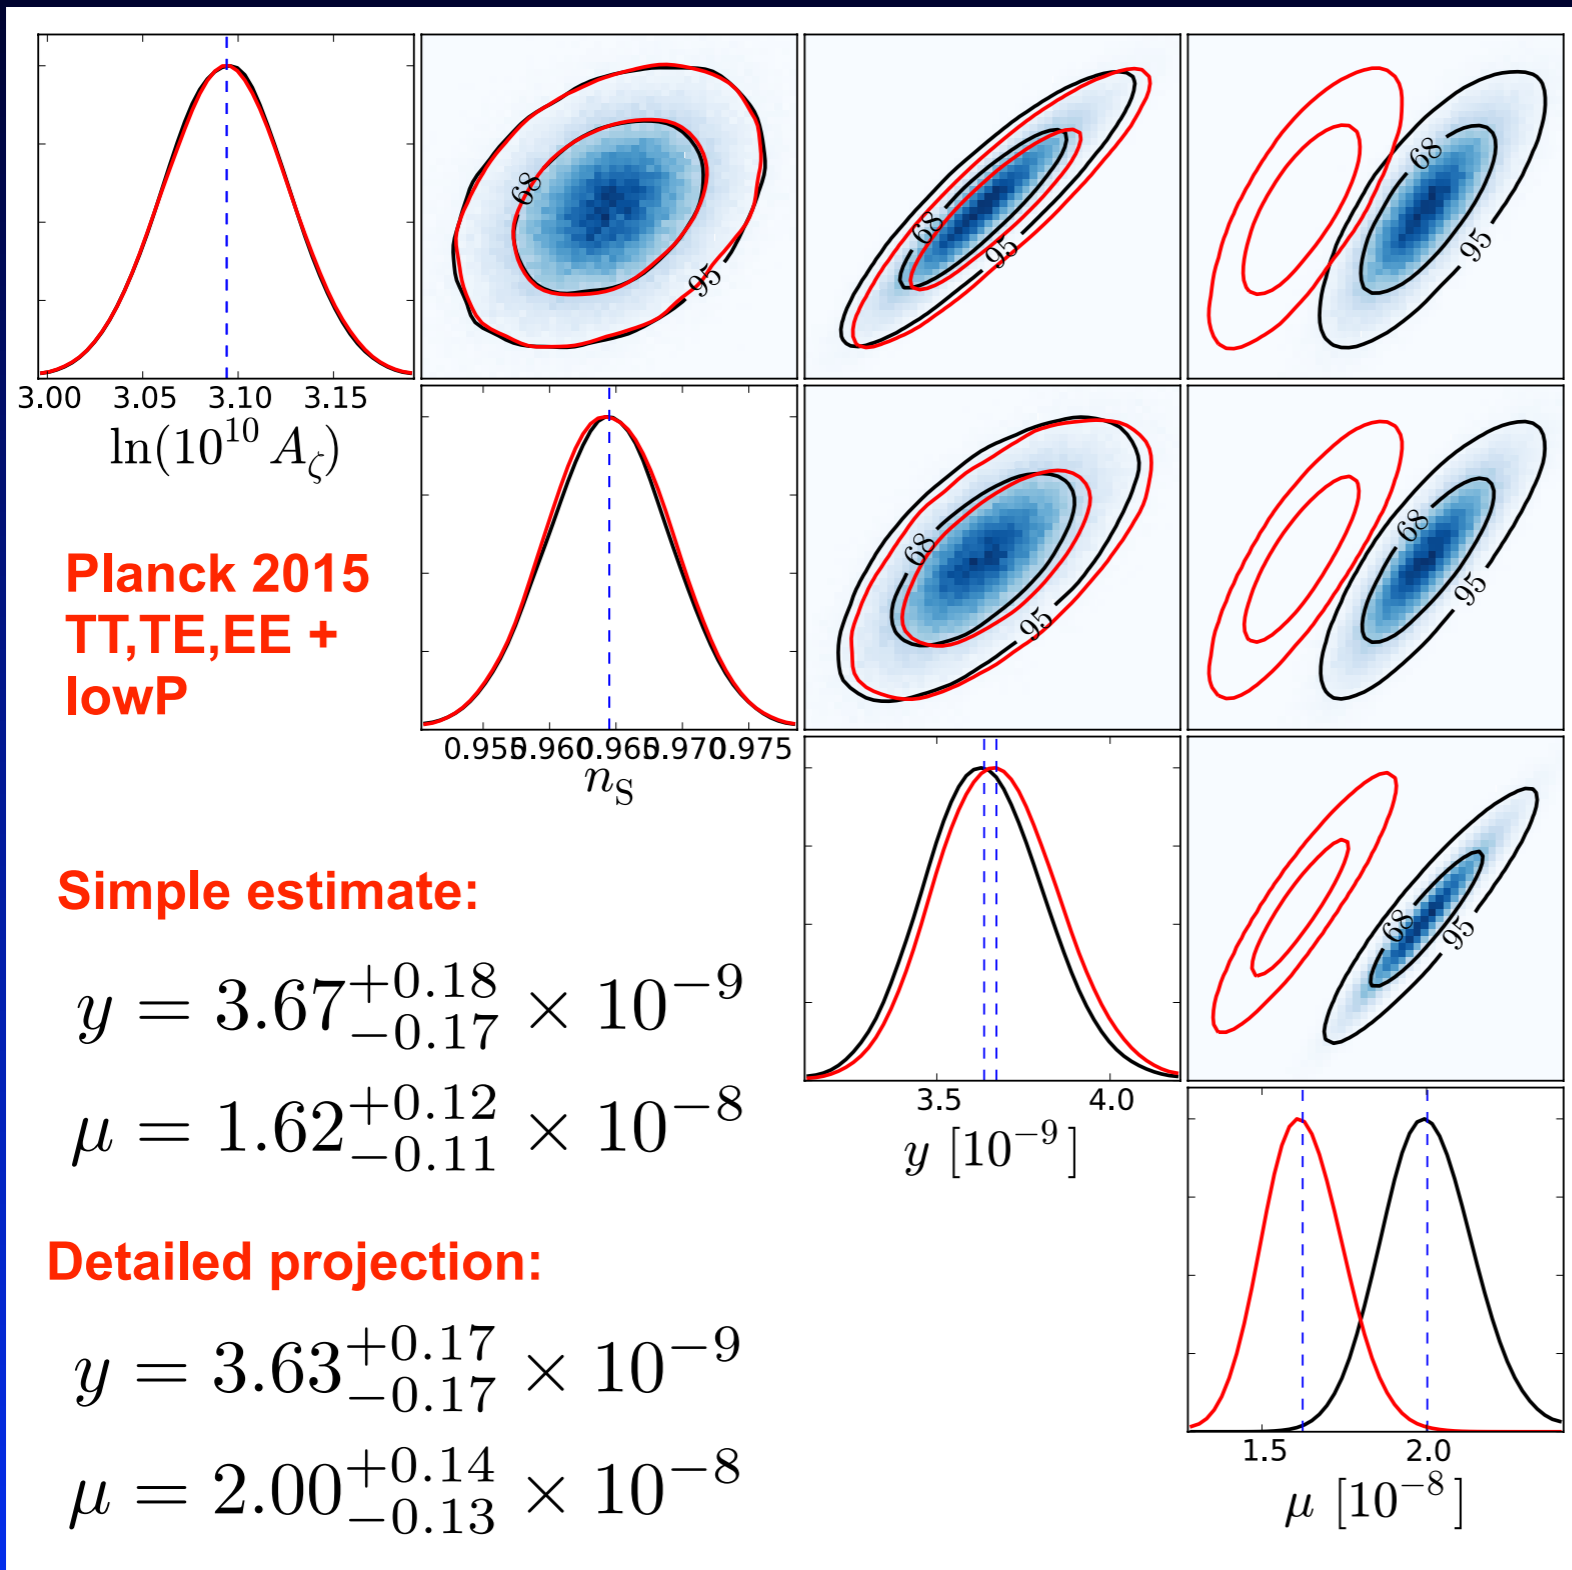 68
95
68
95
68
95
3.00 3.05 3.10 3.15
ln(10^{10} A_ζ)
68
95
68
95
Planck 2015
TT,TE,EE +
lowP
0.955 0.960 0.965 0.970 0.975
n_S
68
95
Simple estimate:
y = 3.67^{+0.18}_{−0.17} × 10^{−9}
μ = 1.62^{+0.12}_{−0.11} × 10^{−8}
3.5 4.0
y [10^{−9}]
Detailed projection:
y = 3.63^{+0.17}_{−0.17} × 10^{−9}
μ = 2.00^{+0.14}_{−0.13} × 10^{−8}
1.5 2.0
μ [10^{−8}]